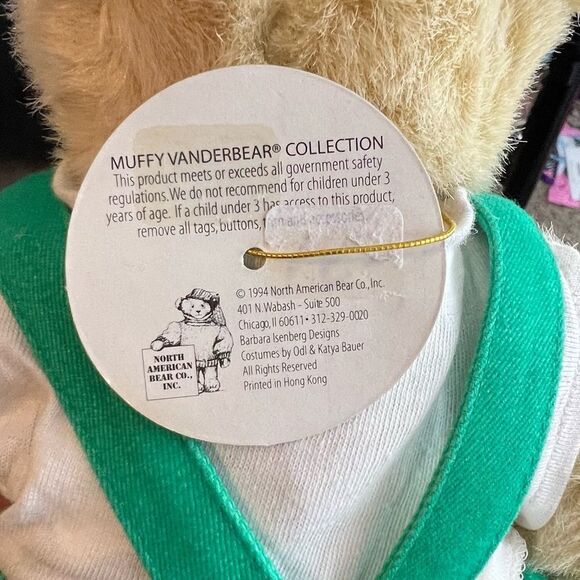 MUFFY VANDERBEAR® COLLECTION
This product meets or exceeds all government safety
regulations. We do not recommend for children under 3
years of age. If a child under 3 has access to this product,
remove all tags, buttons, trim and accessories.
© 1994 North American Bear Co., Inc.
401 N. Wabash - Suite 500
Chicago, Il 60611 • 312-329-0020
Barbara Isenberg Designs
Costumes by Odl & Katya Bauer
All Rights Reserved
Printed in Hong Kong
NORTH
AMERICAN
BEAR CO.,
INC.